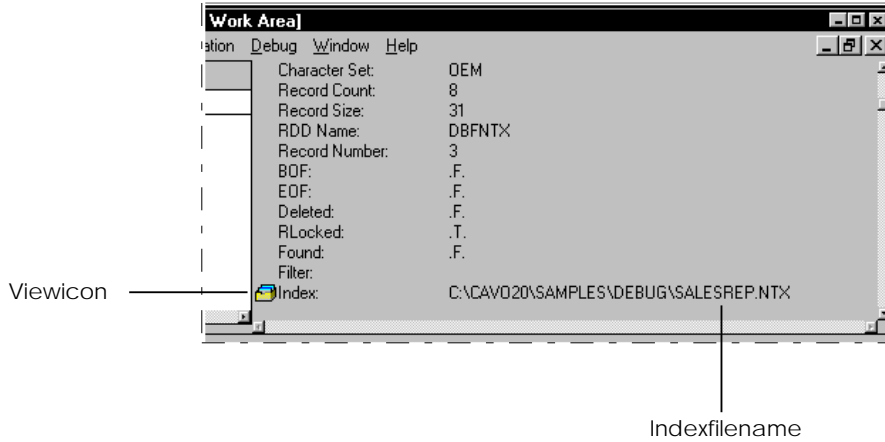 Work Area]
ation Debug Window Help
Character Set: OEM
Record Count: 8
Record Size: 31
RDD Name: DBFNTX
Record Number: 3
BOF: .F.
EOF: .F.
Deleted: .F.
RLocked: .T.
Found: .F.
Filter:
Viewicon
Index: C:\CAVO20\SAMPLES\DEBUG\SALESREP.NTX
Indexfilename